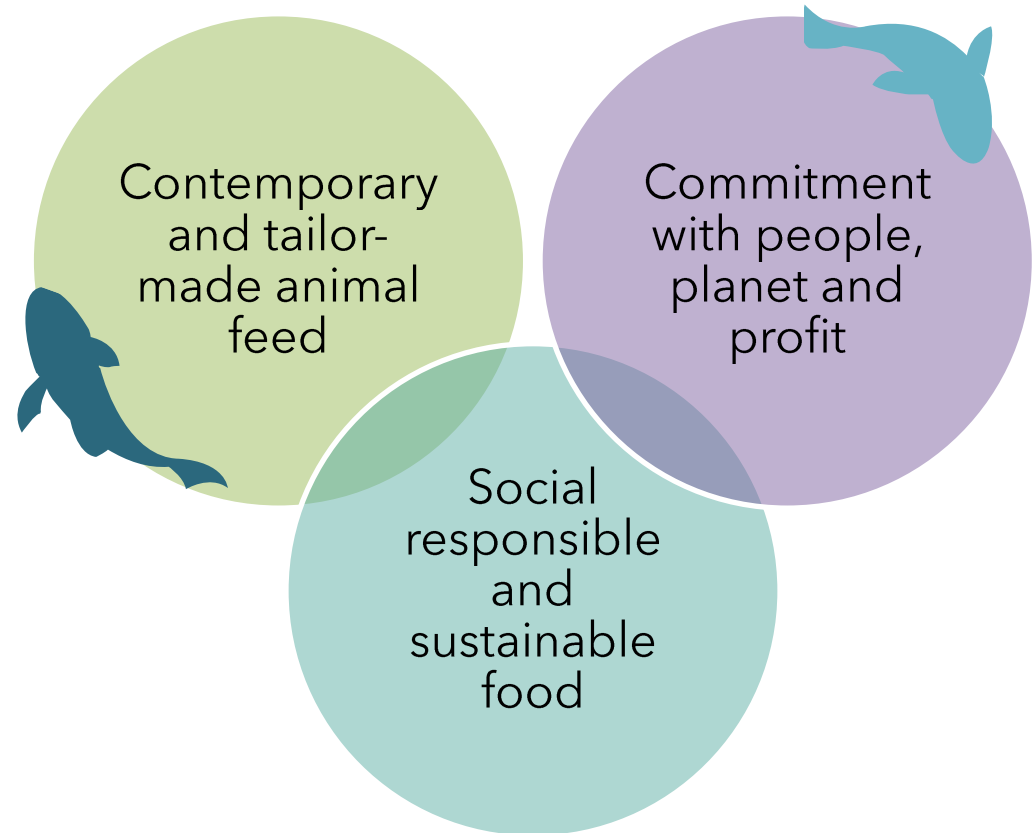 Contemporary
and tailor-
made animal
feed
Commitment
with people,
planet and
profit
Social
responsible
and
sustainable
food